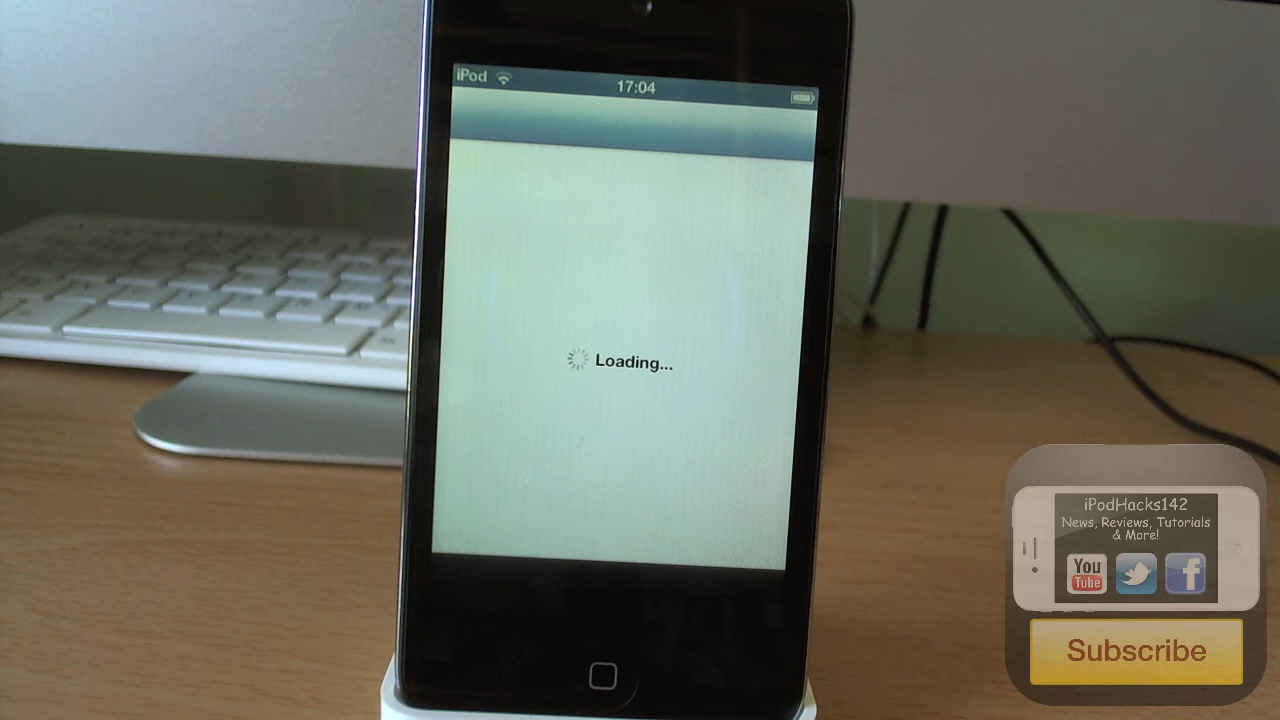 iPod
17:04
Loading...
iPodHacks142
News, Reviews, Tutorials
& More!
You
Tube
f
Subscribe